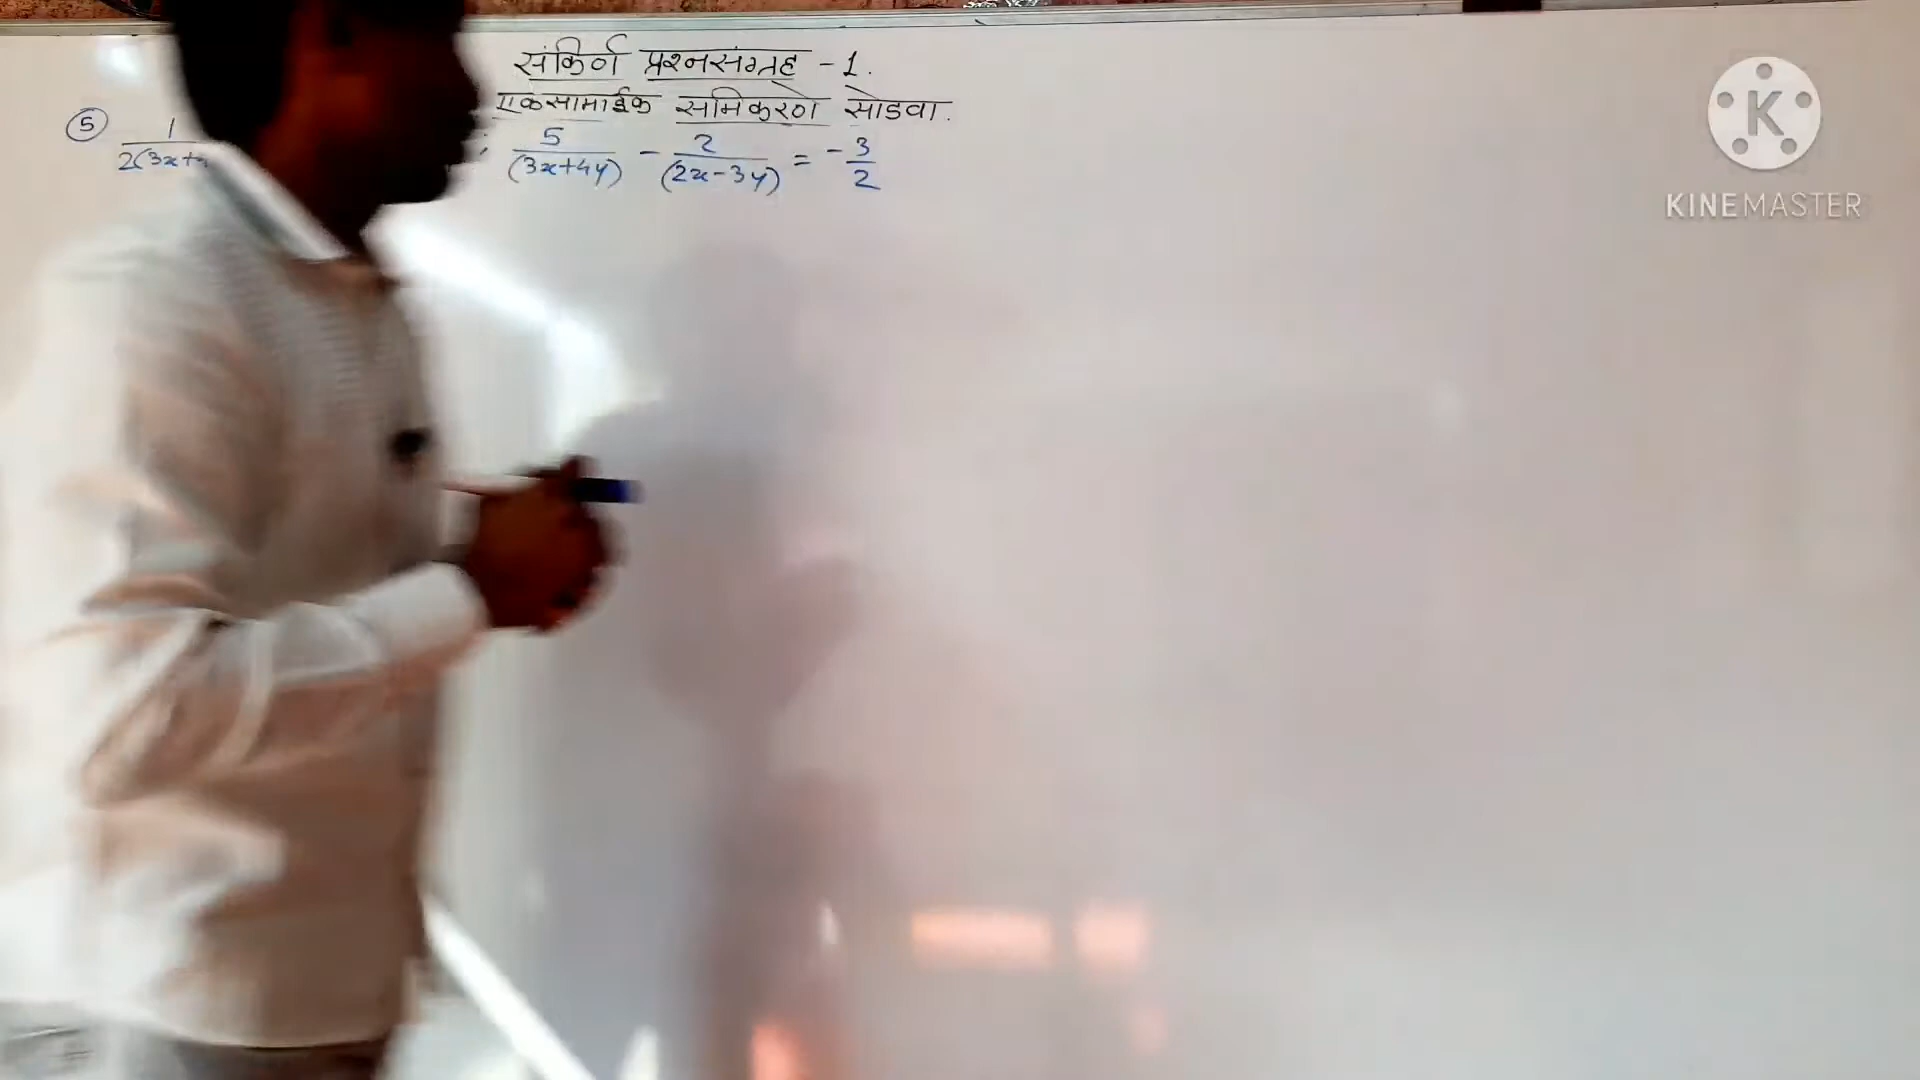 संकिर्ण प्रश्नसंग्रह - 1.
एकसामाईक समिकरणे सोडवा.
⑤ 1/2(3x+ ; 5/(3x+4y) - 2/(2x-3y) = -3/2
K
KINEMASTER